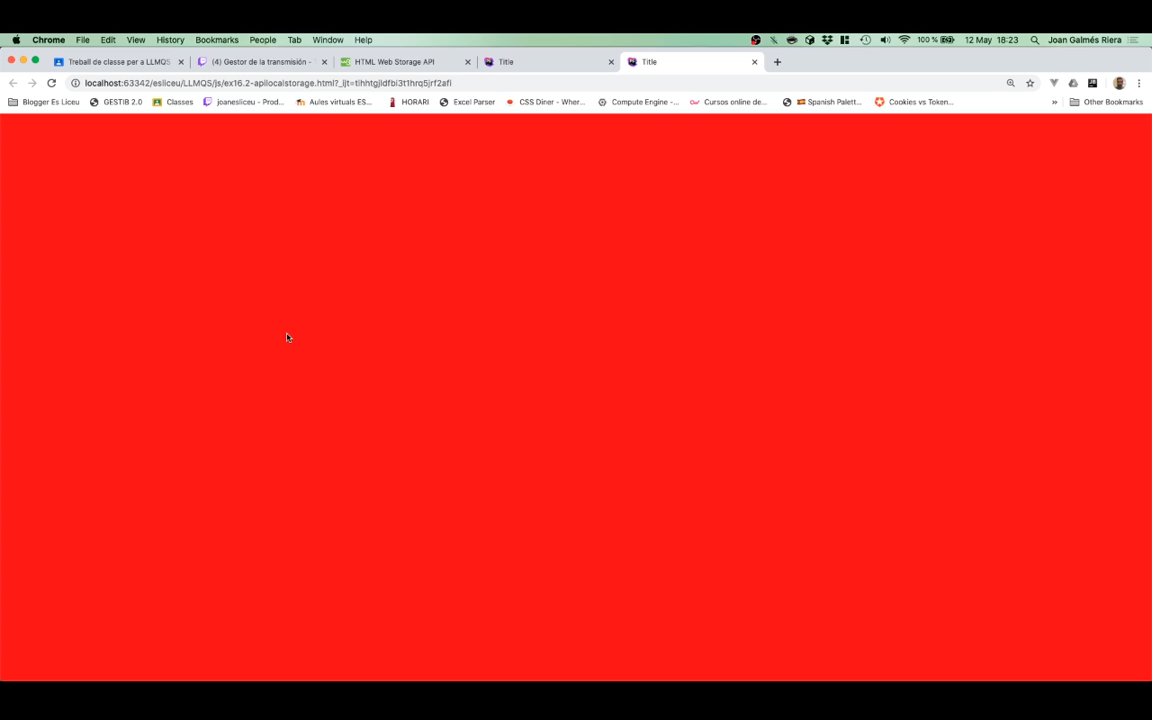 Chrome File Edit View History Bookmarks People Tab Window Help 100 % 12 May 18:23 Joan Galmés Riera
Treball de classe per a LLMQS (4) Gestor de la transmisión - HTML Web Storage API Title Title
localhost:63342/esliceu/LLMQS/js/ex16.2-apilocalstorage.html?_ijt=tihhtgjldfbi3t1hrq5jrf2afi
Blogger Es Liceu GESTIB 2.0 Classes joanesliceu - Prod... Aules virtuals ES... HORARI Excel Parser CSS Diner - Wher... Compute Engine -... Cursos online de... Spanish Palett... Cookies vs Token... » Other Bookmarks